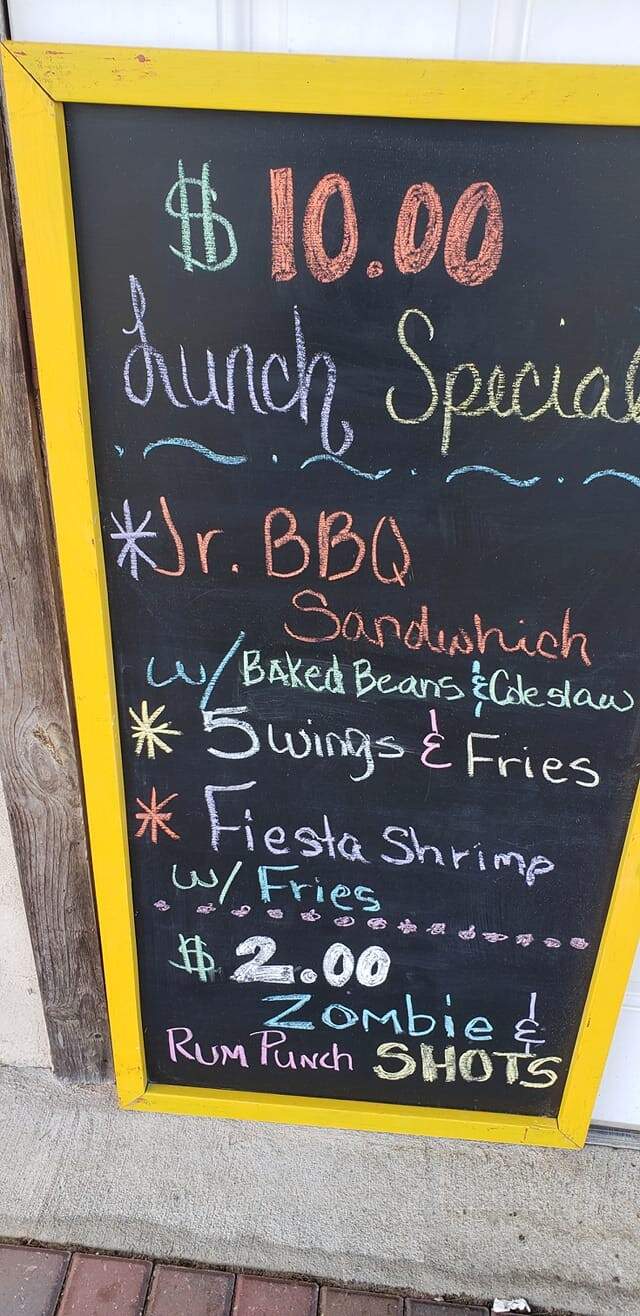 $ 10.00
Lunch Special
* Jr. BBQ
Sandwhich
w/ Baked Beans & Coleslaw
* 5 wings & Fries
* Fiesta Shrimp
w/ Fries
$ 2.00
Zombie &
Rum Punch SHOTS